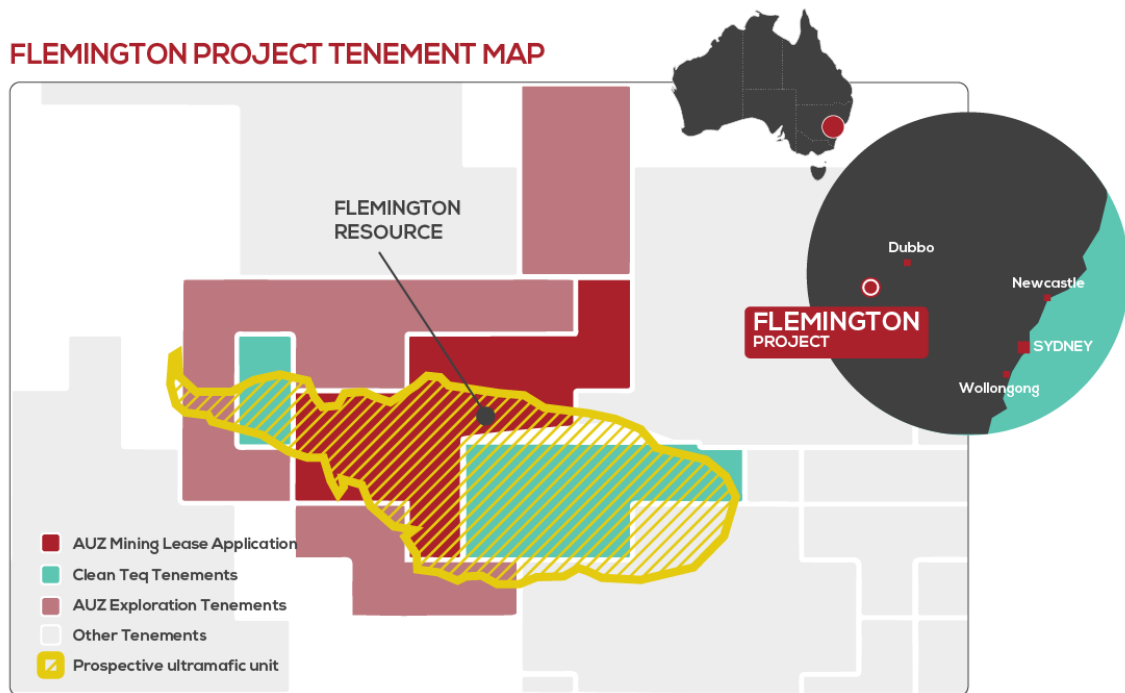 FLEMINGTON PROJECT TENEMENT MAP
FLEMINGTON
RESOURCE
Dubbo
Newcastle
FLEMINGTON
PROJECT
SYDNEY
Wollongong
AUZ Mining Lease Application
Clean Teq Tenements
AUZ Exploration Tenements
Other Tenements
Prospective ultramafic unit